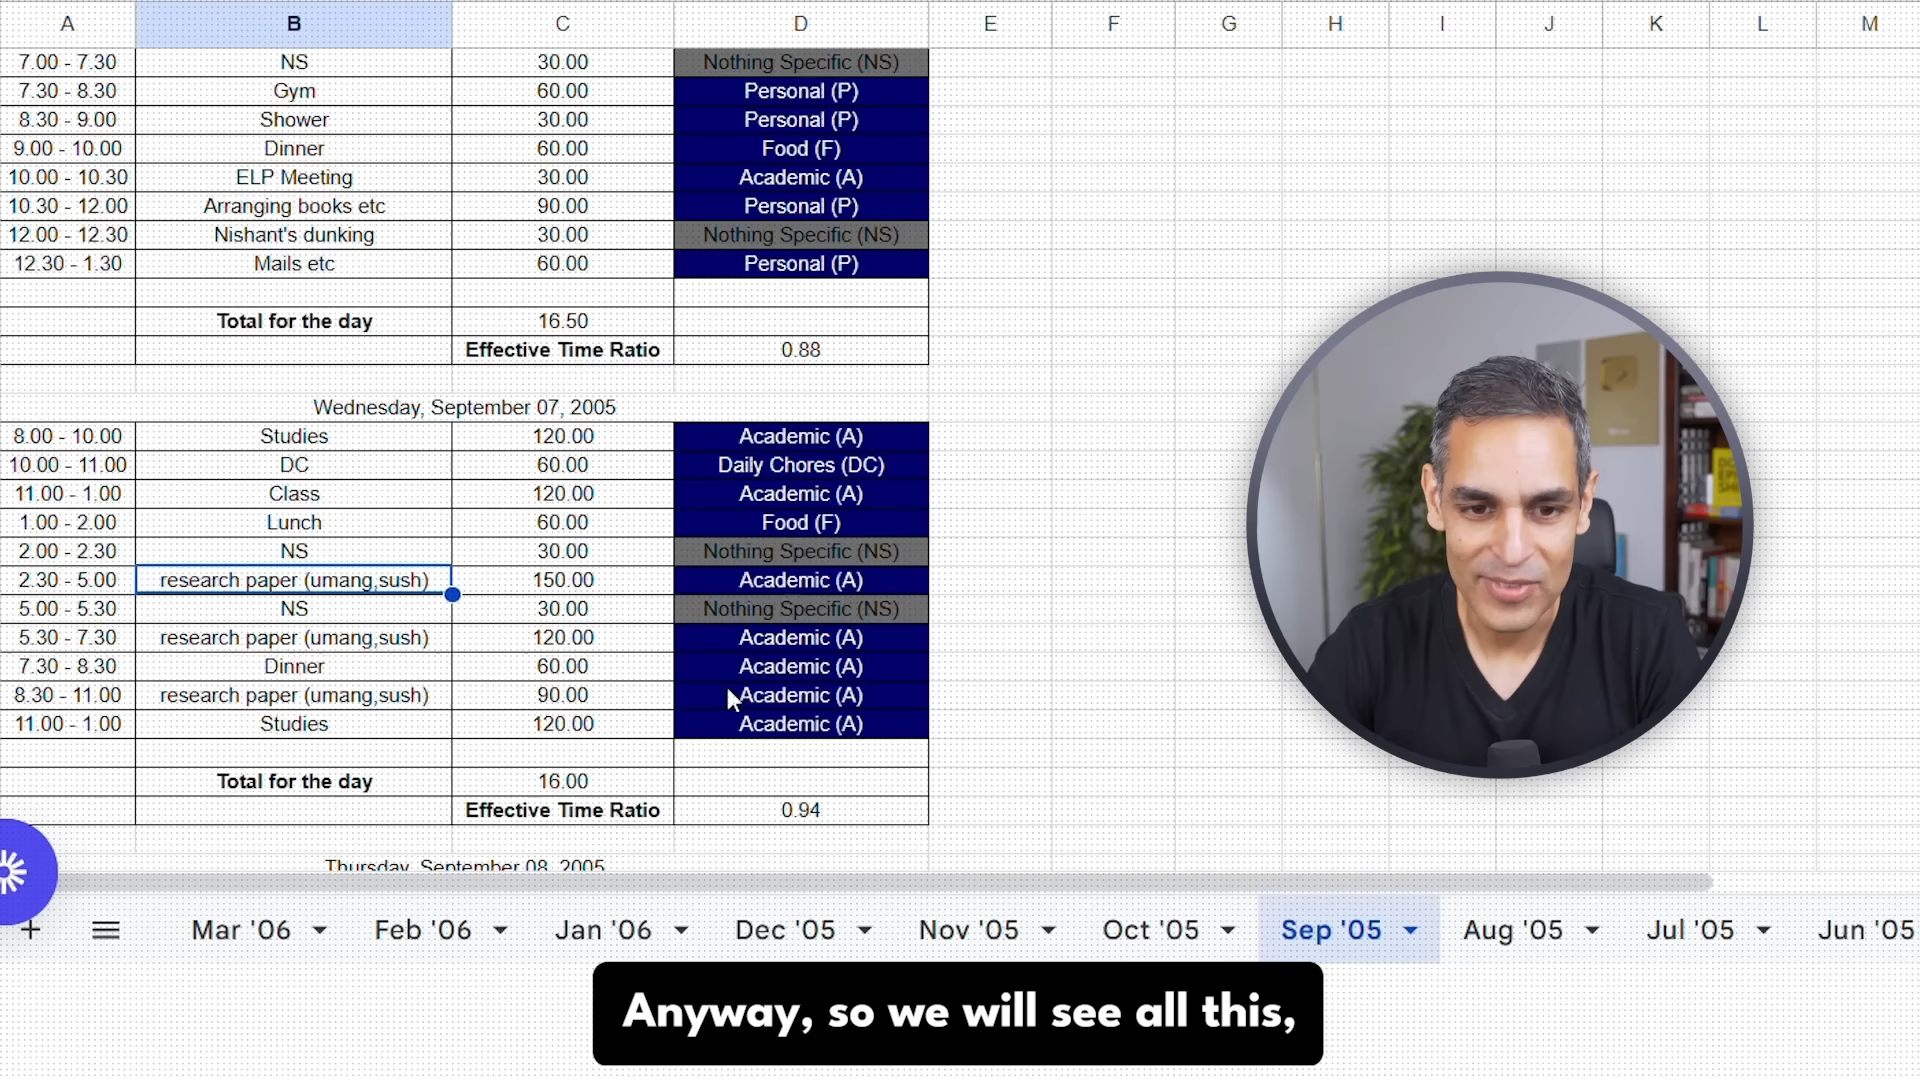 A B C D E F G H I J K L M
7.00 - 7.30 NS 30.00 Nothing Specific (NS)
7.30 - 8.30 Gym 60.00 Personal (P)
8.30 - 9.00 Shower 30.00 Personal (P)
9.00 - 10.00 Dinner 60.00 Food (F)
10.00 - 10.30 ELP Meeting 30.00 Academic (A)
10.30 - 12.00 Arranging books etc 90.00 Personal (P)
12.00 - 12.30 Nishant's dunking 30.00 Nothing Specific (NS)
12.30 - 1.30 Mails etc 60.00 Personal (P)
Total for the day 16.50
Effective Time Ratio 0.88
Wednesday, September 07, 2005
8.00 - 10.00 Studies 120.00 Academic (A)
10.00 - 11.00 DC 60.00 Daily Chores (DC)
11.00 - 1.00 Class 120.00 Academic (A)
1.00 - 2.00 Lunch 60.00 Food (F)
2.00 - 2.30 NS 30.00 Nothing Specific (NS)
2.30 - 5.00 research paper (umang,sush) 150.00 Academic (A)
5.00 - 5.30 NS 30.00 Nothing Specific (NS)
5.30 - 7.30 research paper (umang,sush) 120.00 Academic (A)
7.30 - 8.30 Dinner 60.00 Academic (A)
8.30 - 11.00 research paper (umang,sush) 90.00 Academic (A)
11.00 - 1.00 Studies 120.00 Academic (A)
Total for the day 16.00
Effective Time Ratio 0.94
Thursday, September 08, 2005
Mar '06 Feb '06 Jan '06 Dec '05 Nov '05 Oct '05 Sep '05 Aug '05 Jul '05 Jun '05
Anyway, so we will see all this,